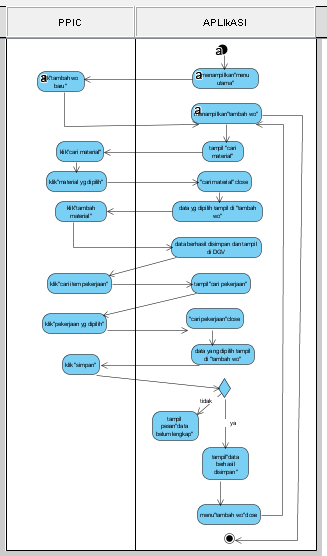 PPIC
APLIKASI
a
a
menampilkan"menu
utama"
a
klik"tambah wo
baru"
a
menampilkan"tambah wo"
klik"cari material"
tampil "cari
material"
klik"material yg dipilih"
"cari material"close
klik"tambah
material"
data yg dipilih tampil di "tambah
wo"
data berhasil disimpan dan tampil
di DGV
klik"cari item pekerjaan"
tampil"cari pekerjaan"
klik"pekerjaan yg dipilih"
"cari pekerjaan"close
data yang dipilih tampil
di "tambah wo"
klik "simpan"
tidak
tampil
pesan"data
belum lengkap"
ya
tampil"data
berhasil
disimpan"
menu"tambah wo"close